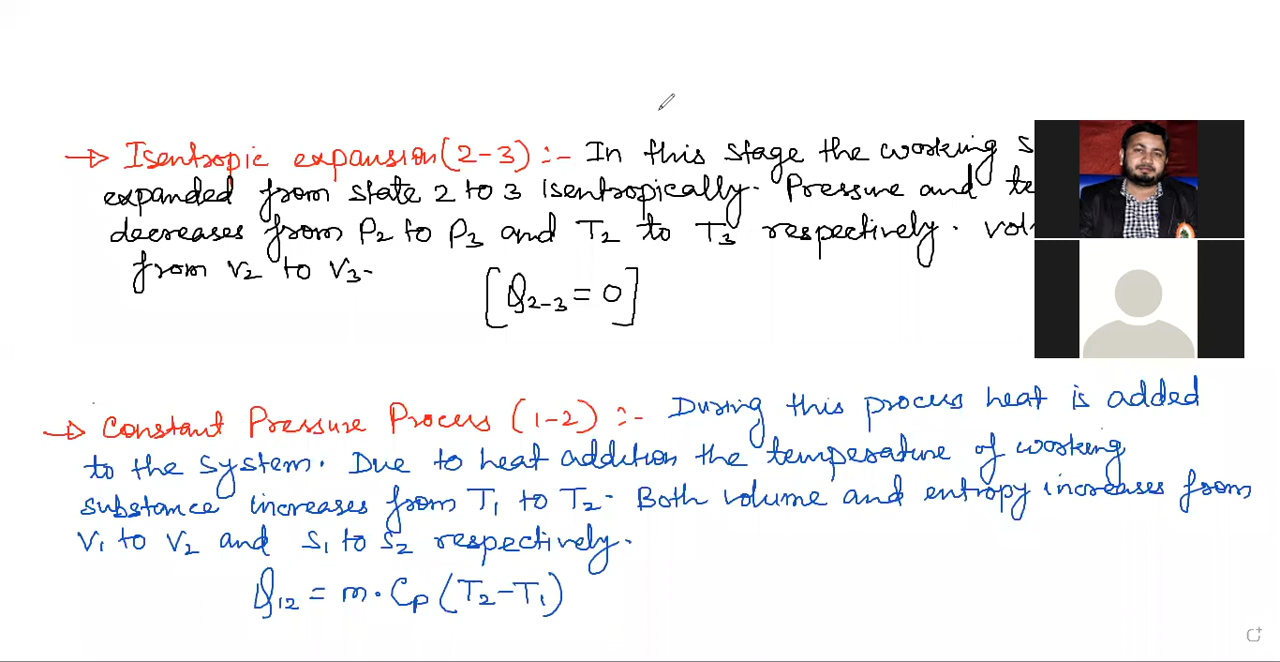 → Isentropic expansion (2-3) :- In this stage the working
expanded from state 2 to 3 isentropically. Pressure and
decreases from P2 to P3 and T2 to T3 respectively.
from V2 to V3-
[Q2-3 = 0]
→ Constant Pressure Process (1-2) :- During this process heat is added
to the system. Due to heat addition the temperature of working
substance increases from T1 to T2- Both volume and entropy increases from
V1 to V2 and S1 to S2 respectively.
Q12 = m. Cp (T2-T1)